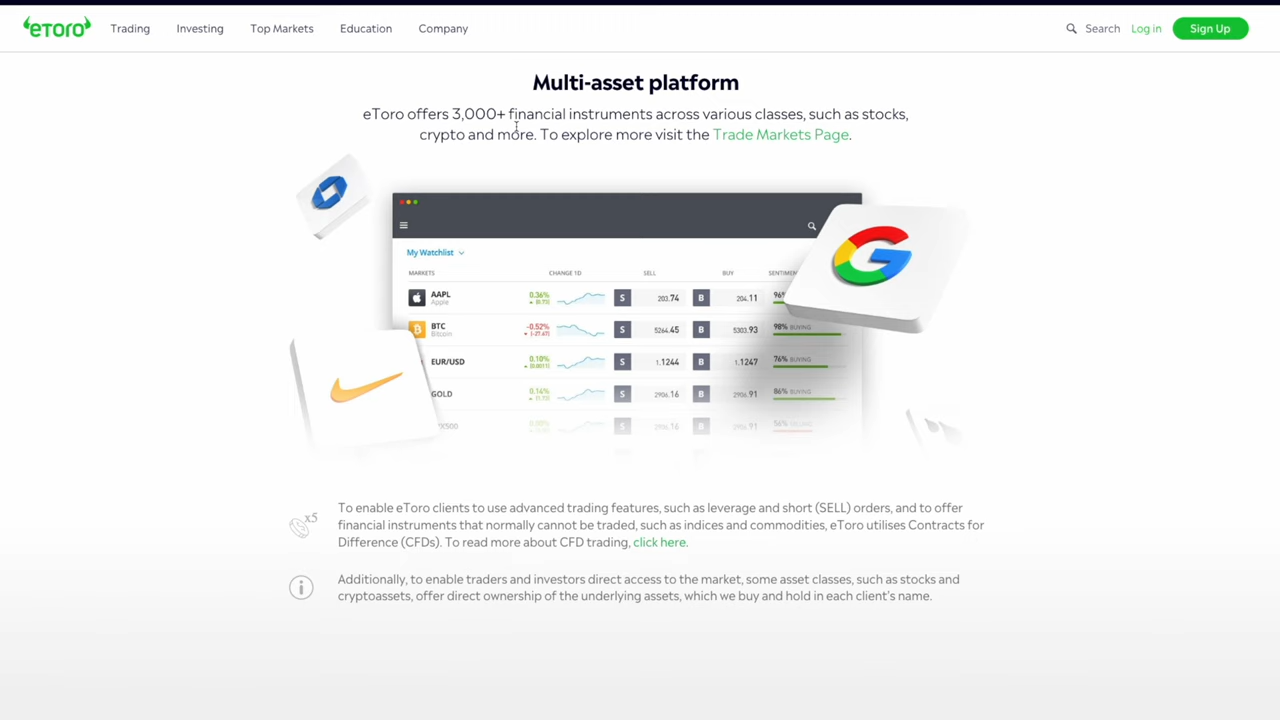 eToro Trading Investing Top Markets Education Company Search Log in Sign Up
Multi-asset platform
eToro offers 3,000+ financial instruments across various classes, such as stocks,
crypto and more. To explore more visit the Trade Markets Page.
My Watchlist
MARKETS CHANGE 1D SELL BUY
AAPL 0.36% S 203.74 B 204.11 96%
Apple
BTC -0.52% S 5264.45 B 5303.93 98% BUYING
Bitcoin
EUR/USD 0.10% S 1.1244 B 1.1247 76% BUYING
GOLD 0.16% S 2906.16 B 2906.91 86% BUYING
S 2906.16 B 2906.91 56%
x5
To enable eToro clients to use advanced trading features, such as leverage and short (SELL) orders, and to offer
financial instruments that normally cannot be traded, such as indices and commodities, eToro utilises Contracts for
Difference (CFDs). To read more about CFD trading, click here.
Additionally, to enable traders and investors direct access to the market, some asset classes, such as stocks and
cryptoassets, offer direct ownership of the underlying assets, which we buy and hold in each client's name.